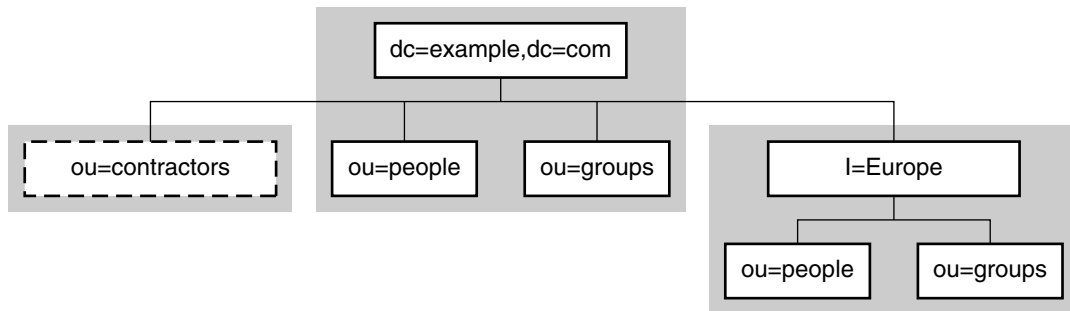 dc=example,dc=com
ou=contractors
ou=people
ou=groups
l=Europe
ou=people
ou=groups